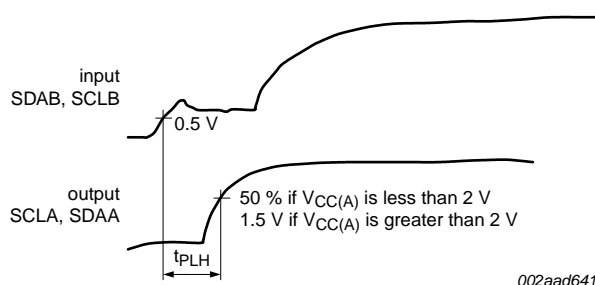 input
SDAB, SCLB
0.5 V
output
SCLA, SDAA
50 % if VCC(A) is less than 2 V
1.5 V if VCC(A) is greater than 2 V
tPLH
002aad641